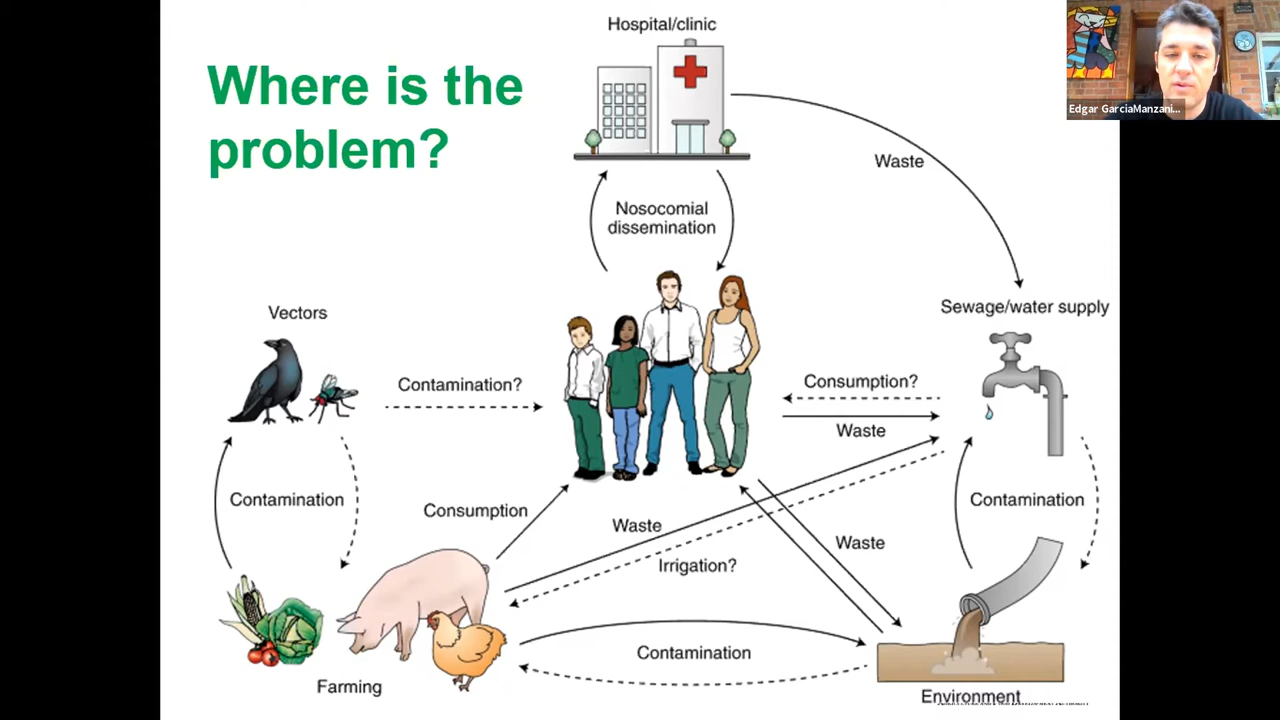 Hospital/clinic
Where is the
problem?
Edgar GarciaManzani...
Waste
Nosocomial
dissemination
Vectors
Sewage/water supply
Contamination?
Consumption?
Waste
Contamination
Consumption
Contamination
Waste
Waste
Irrigation?
Contamination
Farming
Environment